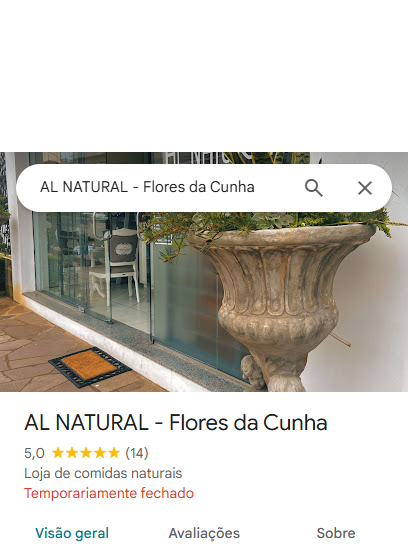 AL NATURAL - Flores da Cunha
AL NATURAL - Flores da Cunha
5,0 (14)
Loja de comidas naturais
Temporariamente fechado
Visão geral Avaliações Sobre